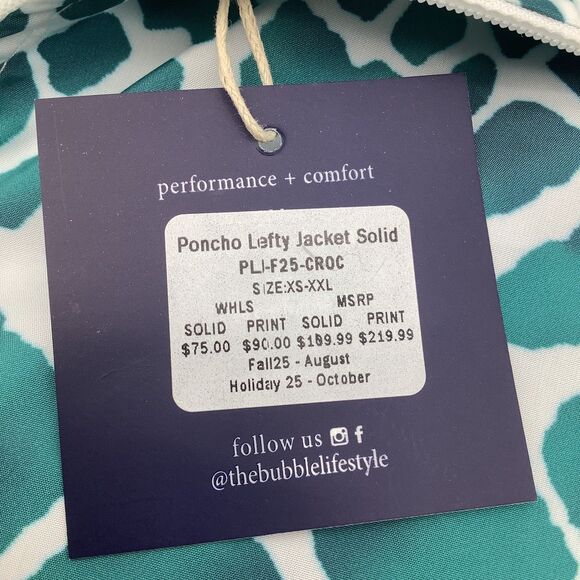 performance + comfort
Poncho Lefty Jacket Solid
PLJ-F25-CROC
SIZE:XS-XXL
WHLS MSRP
SOLID PRINT SOLID PRINT
$75.00 $90.00 $189.99 $219.99
Fall25 - August
Holiday 25 - October
follow us
@thebubblelifestyle